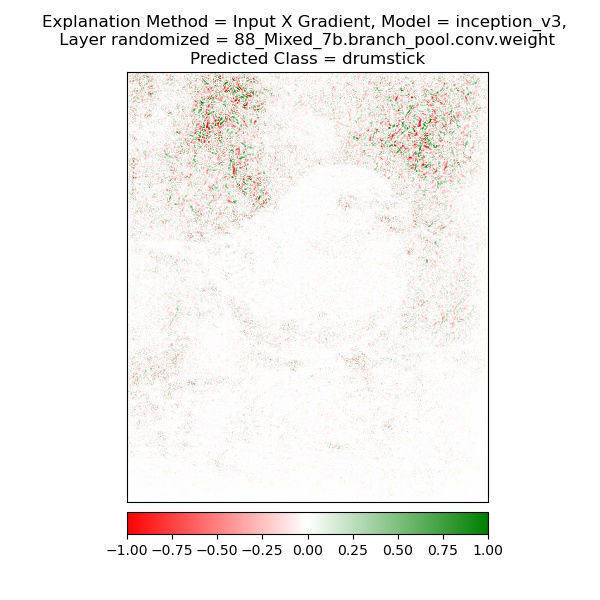 Explanation Method = Input X Gradient, Model = inception_v3,
Layer randomized = 88_Mixed_7b.branch_pool.conv.weight
Predicted Class = drumstick
−1.00 −0.75 −0.50 −0.25 0.00 0.25 0.50 0.75 1.00